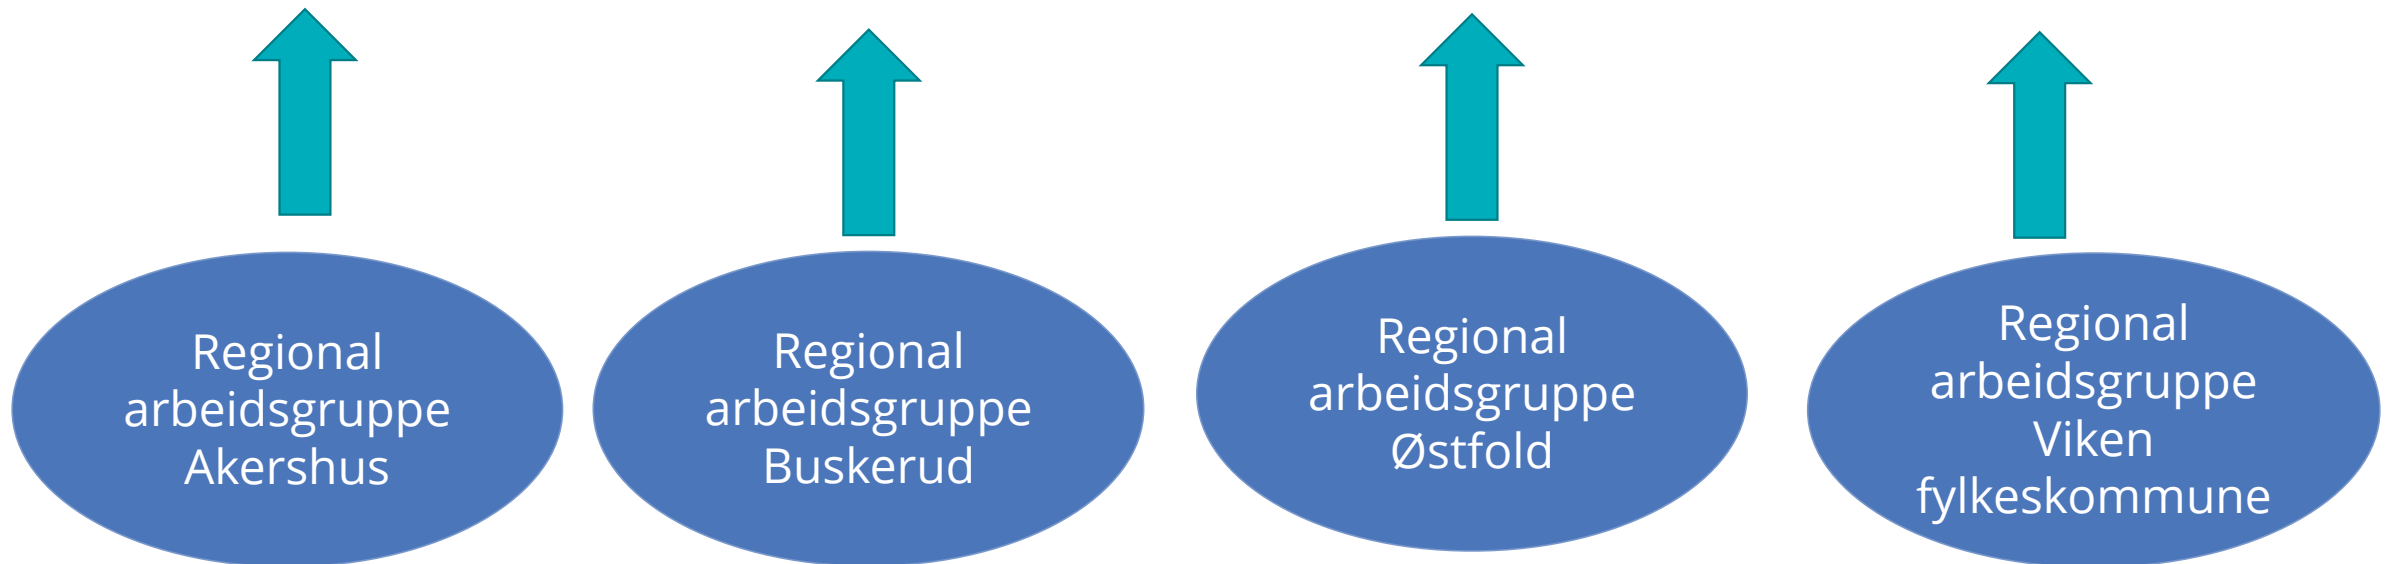 Regional
arbeidsgruppe
Akershus
Regional
arbeidsgruppe
Buskerud
Regional
arbeidsgruppe
Østfold
Regional
arbeidsgruppe
Viken
fylkeskommune